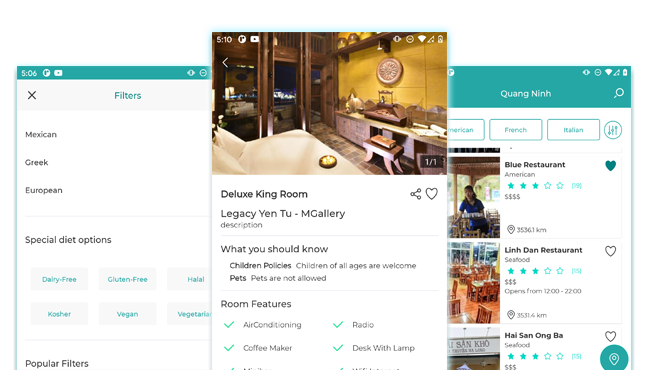 5:06
Filters
Mexican
Greek
European
Special diet options
Dairy-Free
Gluten-Free
Halal
Kosher
Vegan
Vegetaria
Popular Filters
5:10
1/1
Deluxe King Room
Legacy Yen Tu - MGallery
description
What you should know
Children Policies Children of all ages are welcome
Pets Pets are not allowed
Room Features
AirConditioning
Radio
Coffee Maker
Desk With Lamp
Quang Ninh
merican
French
Italian
Blue Restaurant
American
(19)
$$$$
3536.1 km
Linh Dan Restaurant
Seafood
(15)
$$$
Opens from 12:00 - 22:00
3531.4 km
Hai San Ong Ba
Seafood
(15)
$$$